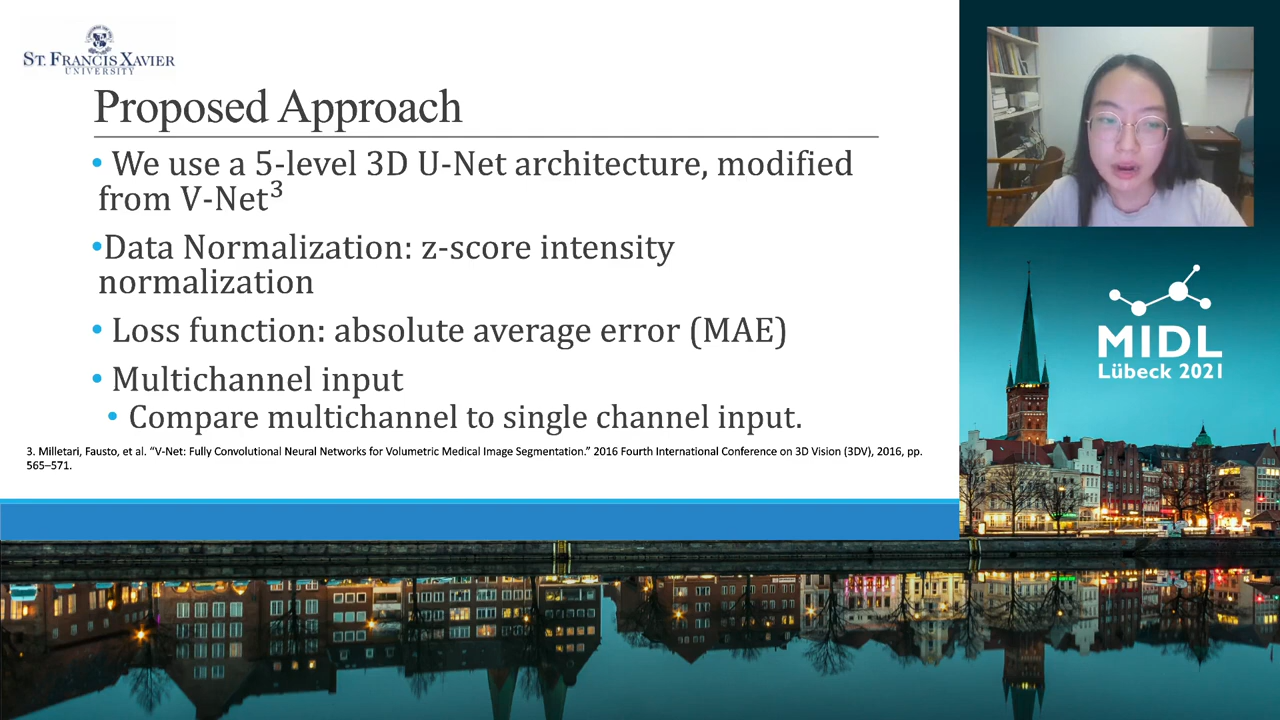 ST. FRANCIS XAVIER
UNIVERSITY
Proposed Approach
• We use a 5-level 3D U-Net architecture, modified
from V-Net³
•Data Normalization: z-score intensity
normalization
• Loss function: absolute average error (MAE)
• Multichannel input
• Compare multichannel to single channel input.
3. Milletari, Fausto, et al. “V-Net: Fully Convolutional Neural Networks for Volumetric Medical Image Segmentation.” 2016 Fourth International Conference on 3D Vision (3DV), 2016, pp.
565–571.
MIDL
Lübeck 2021